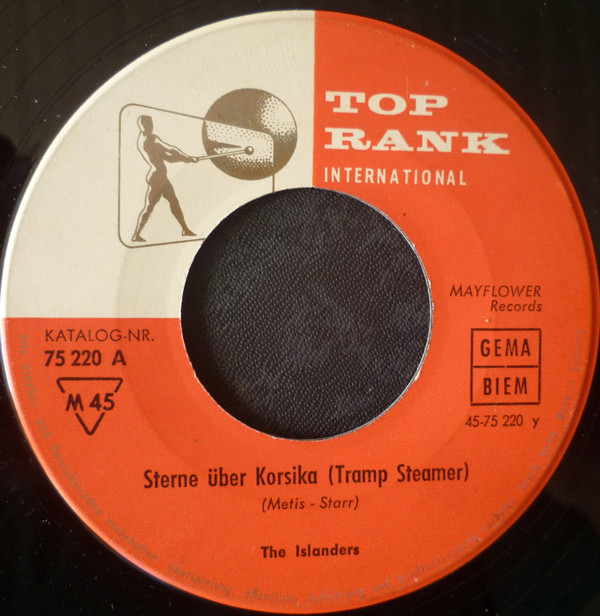 TOP
RANK
INTERNATIONAL
MAYFLOWER
Records
KATALOG-NR.
75 220 A
M 45
GEMA
BIEM
45-75 220 y
Sterne über Korsika (Tramp Steamer)
(Metis - Starr)
The Islanders